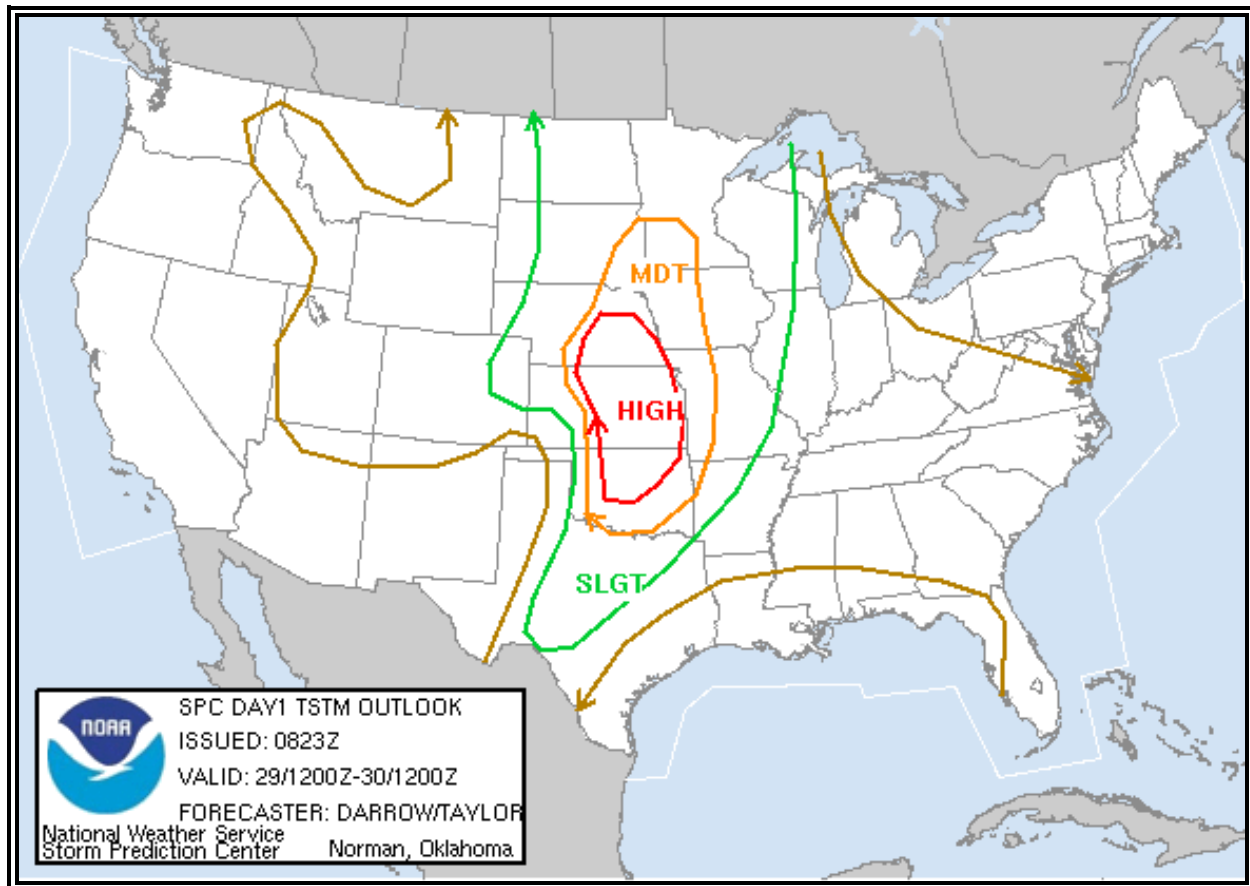 MDT
HIGH
SLGT
NOAA
SPC DAY1 TSTM OUTLOOK
ISSUED: 0823Z
VALID: 29/1200Z-30/1200Z
FORECASTER: DARROW/TAYLOR
National Weather Service
Storm Prediction Center Norman, Oklahoma